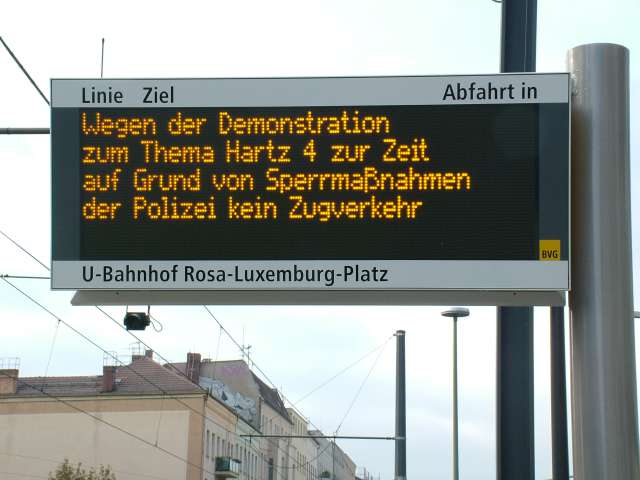 Linie Ziel Abfahrt in
Wegen der Demonstration
zum Thema Hartz 4 zur Zeit
auf Grund von Sperrmaßnahmen
der Polizei kein Zugverkehr
BVG
U-Bahnhof Rosa-Luxemburg-Platz